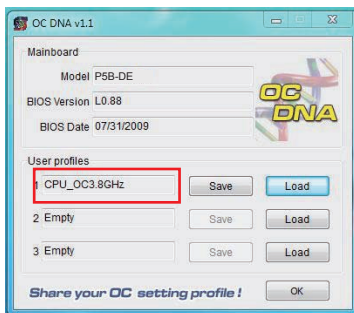 OC DNA v1.1
Mainboard
Model P5B-DE
BIOS Version L0.88
BIOS Date 07/31/2009
OC
DNA
User profiles
1 CPU_OC3.8GHz Save Load
2 Empty Save Load
3 Empty Save Load
Share your OC setting profile! OK